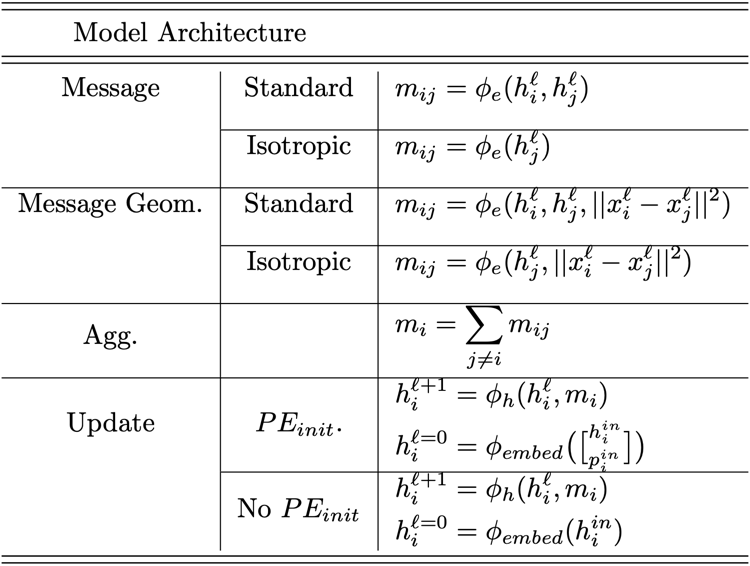 Model Architecture
Message Standard $m_{ij} = \phi_e(h_i^\ell, h_j^\ell)$
Isotropic $m_{ij} = \phi_e(h_j^\ell)$
Message Geom. Standard $m_{ij} = \phi_e(h_i^\ell, h_j^\ell, ||x_i^\ell - x_j^\ell||^2)$
Isotropic $m_{ij} = \phi_e(h_j^\ell, ||x_i^\ell - x_j^\ell||^2)$
Agg. $m_i = \sum_{j \neq i} m_{ij}$
Update $PE_{init}$. $h_i^{\ell+1} = \phi_h(h_i^\ell, m_i)$
$h_i^{\ell=0} = \phi_{embed}(\begin{bmatrix} h_i^{in} \\ p_i^{in} \end{bmatrix})$
No $PE_{init}$ $h_i^{\ell+1} = \phi_h(h_i^\ell, m_i)$
$h_i^{\ell=0} = \phi_{embed}(h_i^{in})$